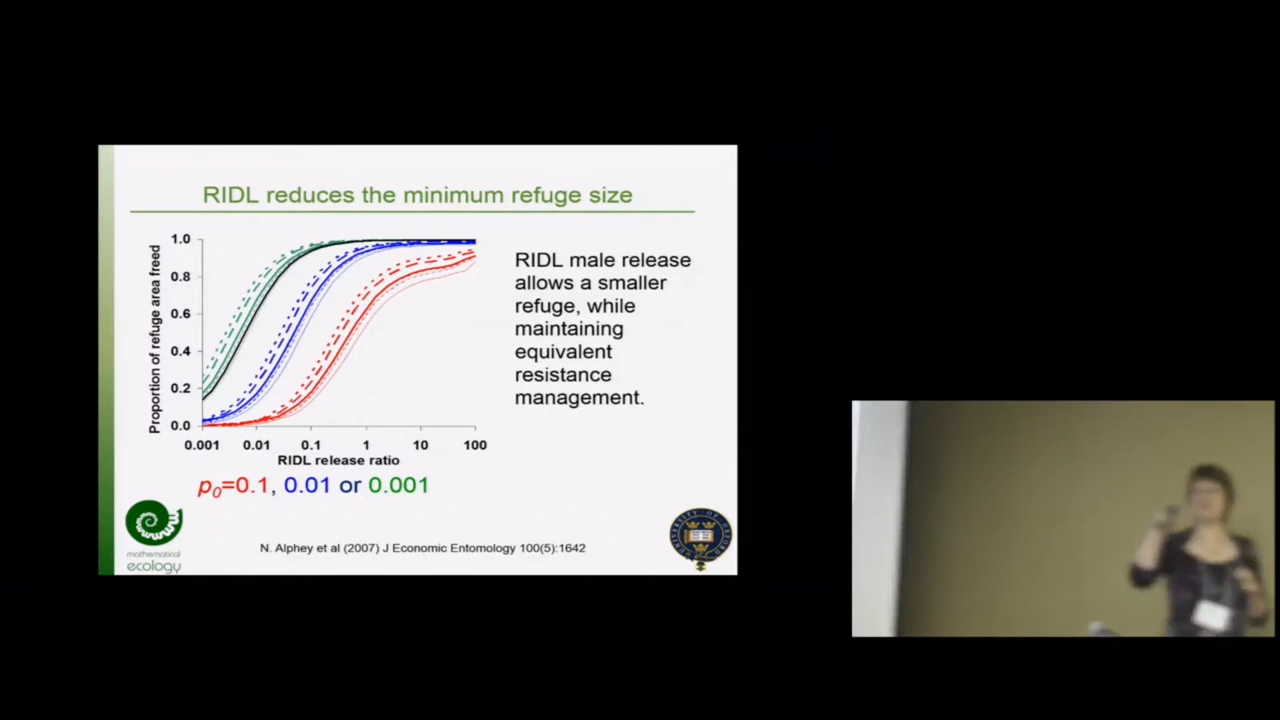 RIDL reduces the minimum refuge size
Proportion of refuge area freed
1.0
0.8
0.6
0.4
0.2
0.0
0.001 0.01 0.1 1 10 100
RIDL release ratio
p0=0.1, 0.01 or 0.001
RIDL male release
allows a smaller
refuge, while
maintaining
equivalent
resistance
management.
mathematical
ecology
N. Alphey et al (2007) J Economic Entomology 100(5):1642
UNIVERSITY OF OXFORD